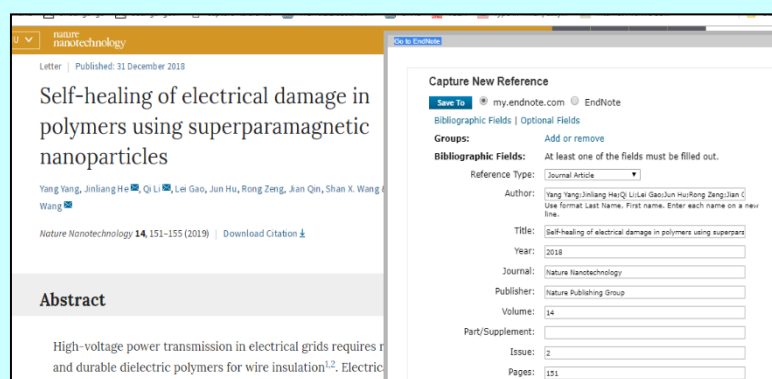 nature
nanotechnology
Letter | Published: 31 December 2018
Self-healing of electrical damage in
polymers using superparamagnetic
nanoparticles
Yang Yang, Jinliang He, Qi Li, Lei Gao, Jun Hu, Rong Zeng, Jian Qin, Shan X. Wang &
Wang
Nature Nanotechnology 14, 151–155 (2019) | Download Citation
Abstract
High-voltage power transmission in electrical grids requires
and durable dielectric polymers for wire insulation1,2. Electric
Go to EndNote
Capture New Reference
Save To my.endnote.com EndNote
Bibliographic Fields | Optional Fields
Groups: Add or remove
Bibliographic Fields: At least one of the fields must be filled out.
Reference Type: Journal Article
Author: Yang Yang;Jinliang He;Qi Li;Lei Gao;Jun Hu;Rong Zeng;Jian
Use format Last Name, First name. Enter each name on a new
line.
Title: Self-healing of electrical damage in polymers using superpara
Year: 2018
Journal: Nature Nanotechnology
Publisher: Nature Publishing Group
Volume: 14
Part/Supplement:
Issue: 2
Pages: 151